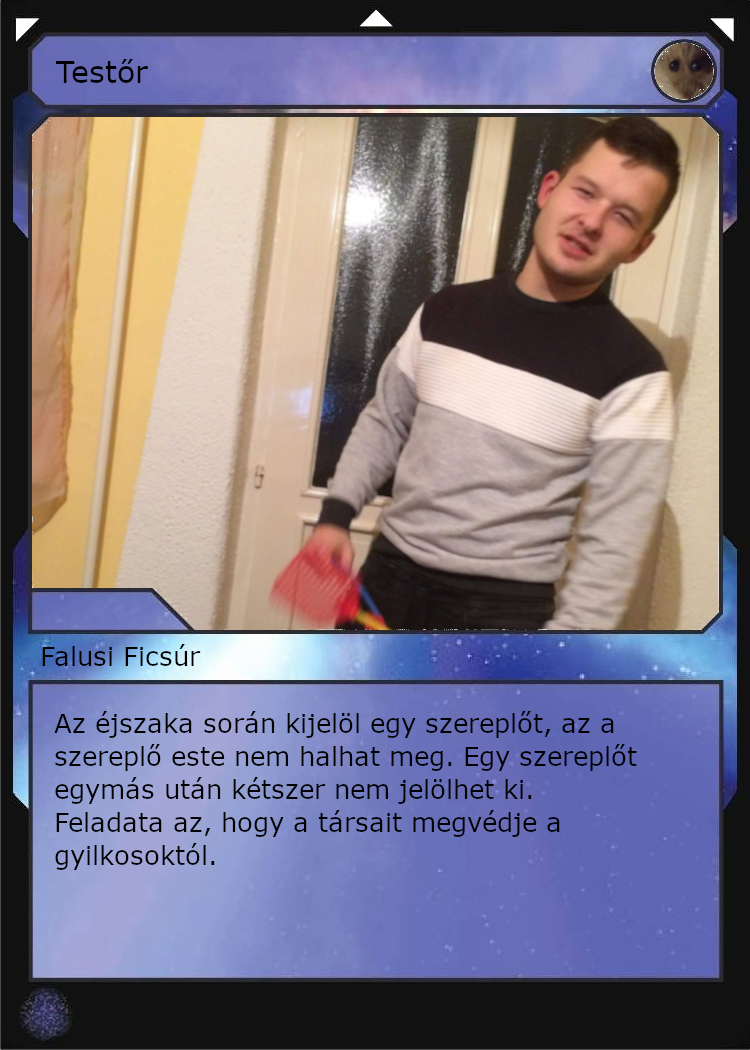 Testőr
Falusi Ficsúr
Az éjszaka során kijelöl egy szereplőt, az a
szereplő este nem halhat meg. Egy szereplőt
egymás után kétszer nem jelölhet ki.
Feladata az, hogy a társait megvédje a
gyilkosoktól.